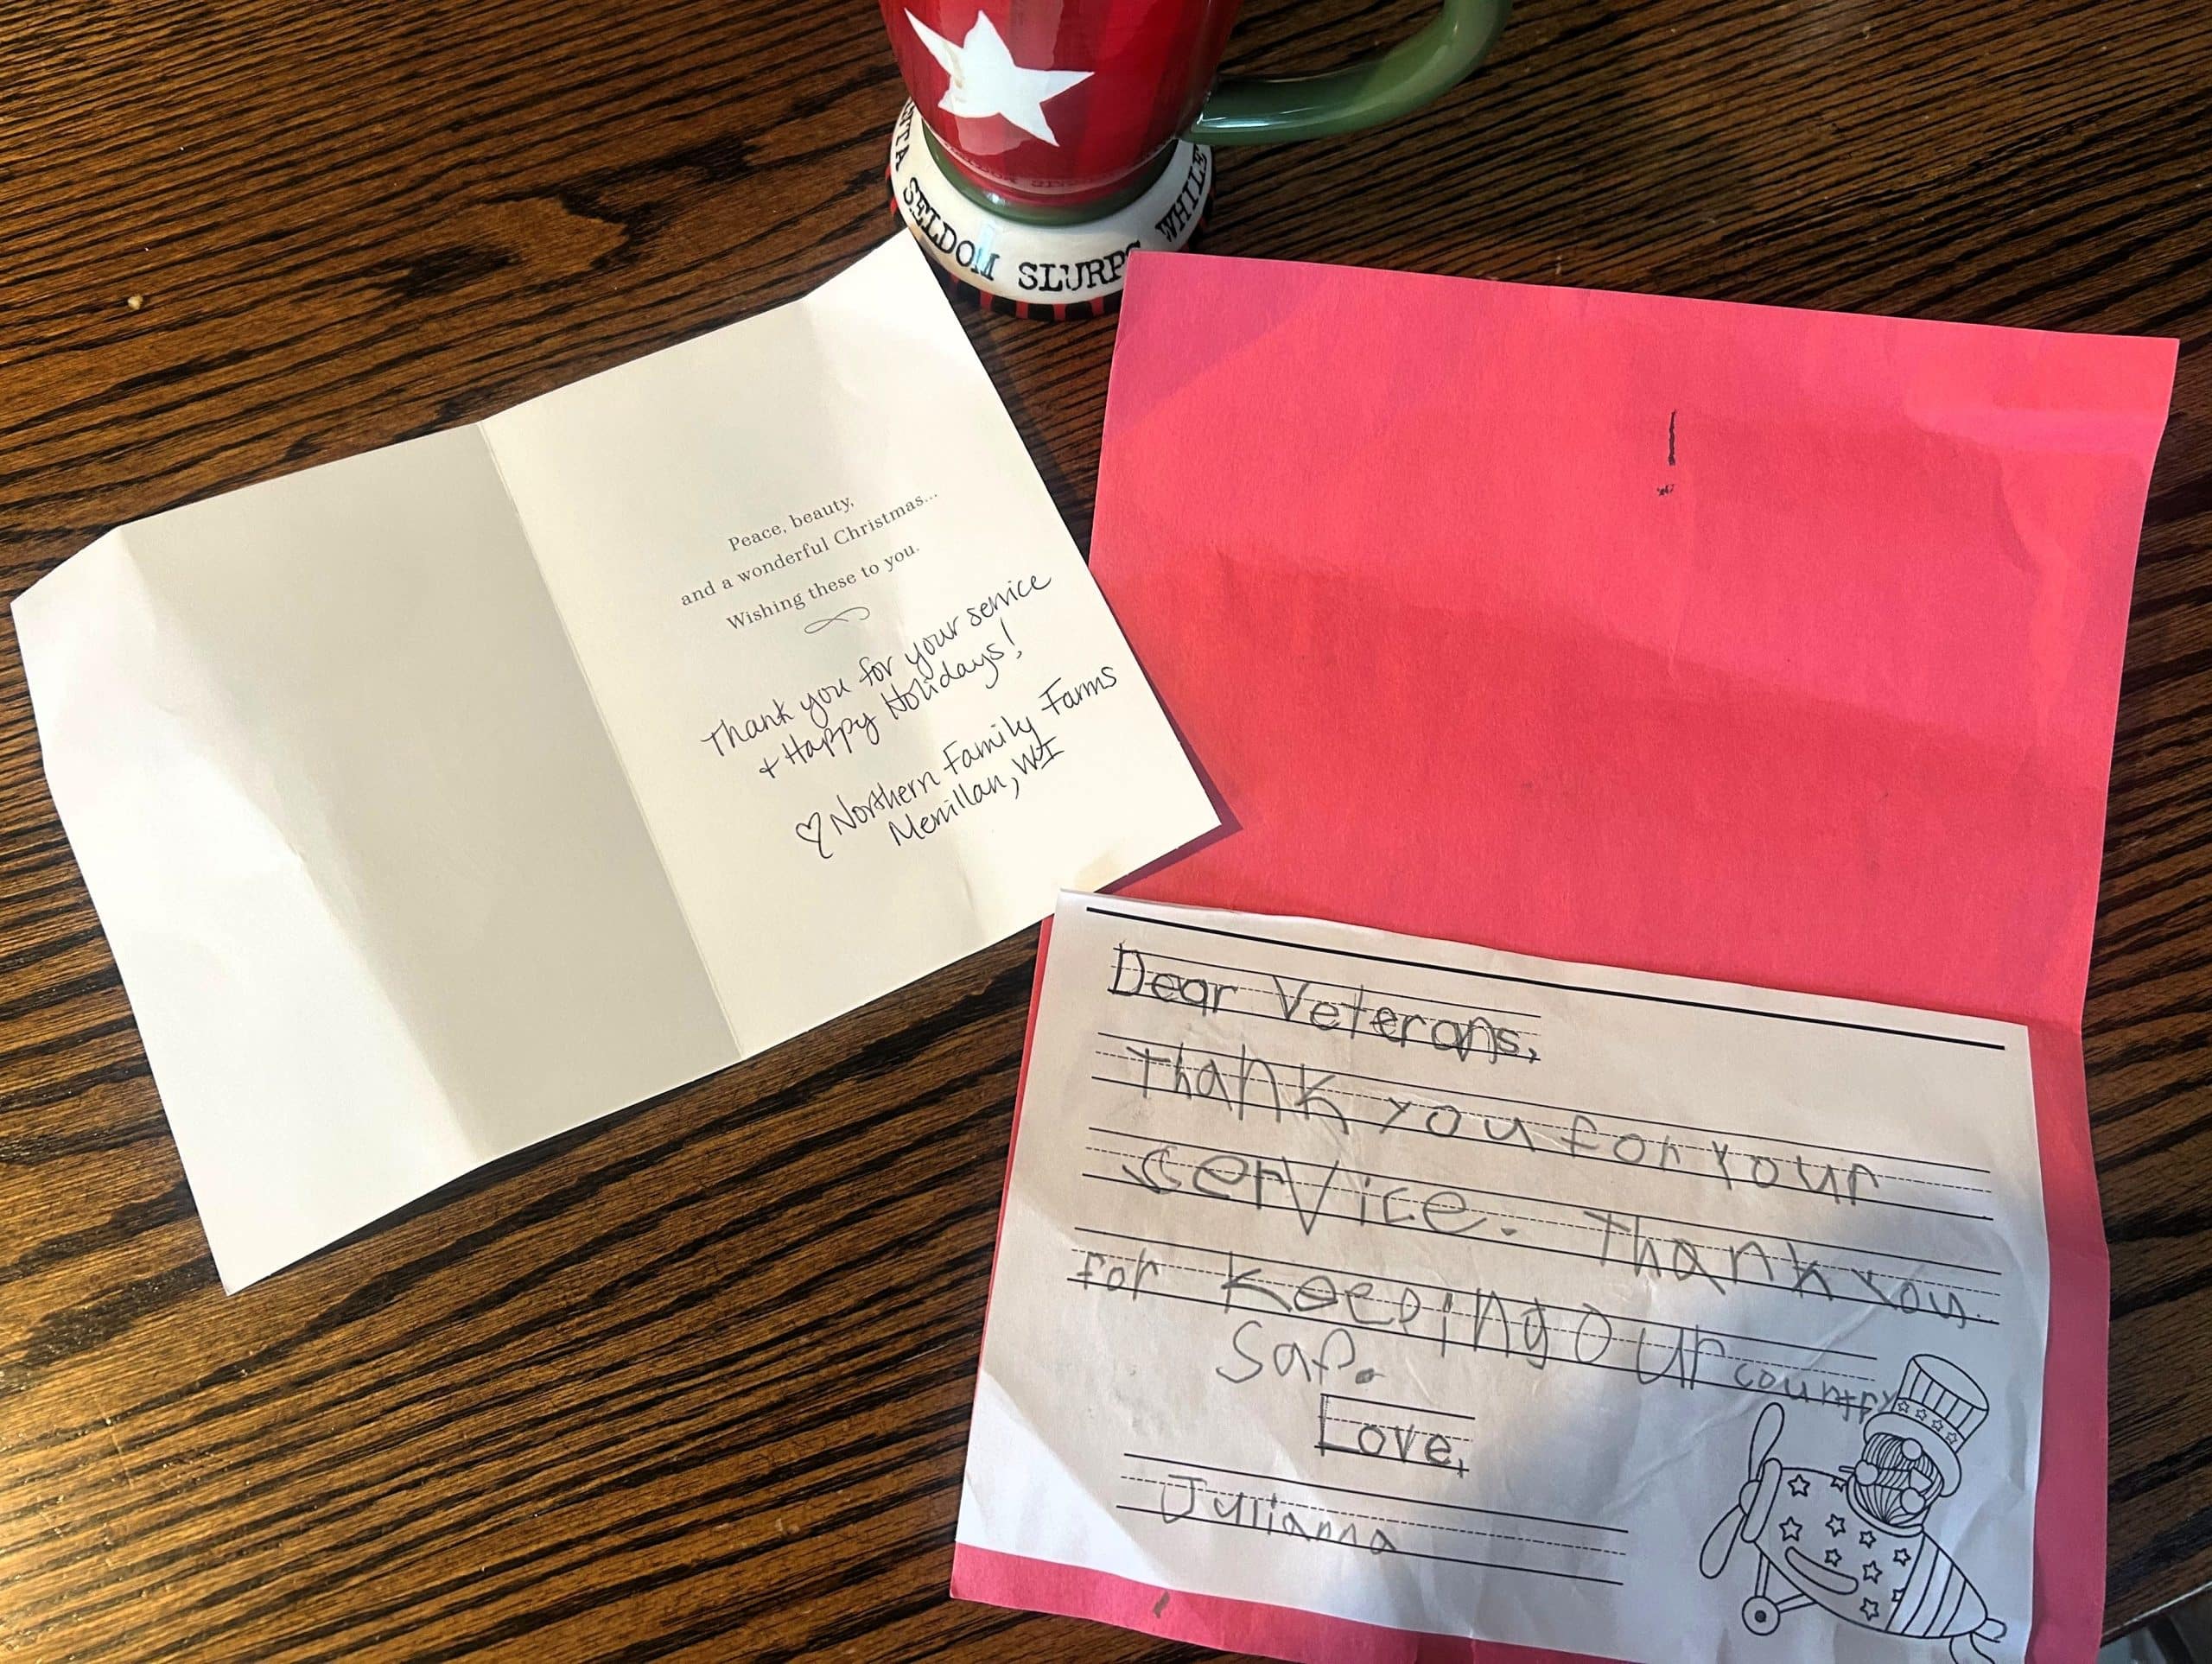 SELDOM SLURPS WHILE
Peace, beauty,
and a wonderful Christmas...
Wishing these to you.
Thank you for your service
+ Happy Holidays!
♡ Northern Family Farms
Merrillan, WI
Dear Veterans,
Thank you for your
service. Thank you
for keeping our country
saf.
Love,
Julianna